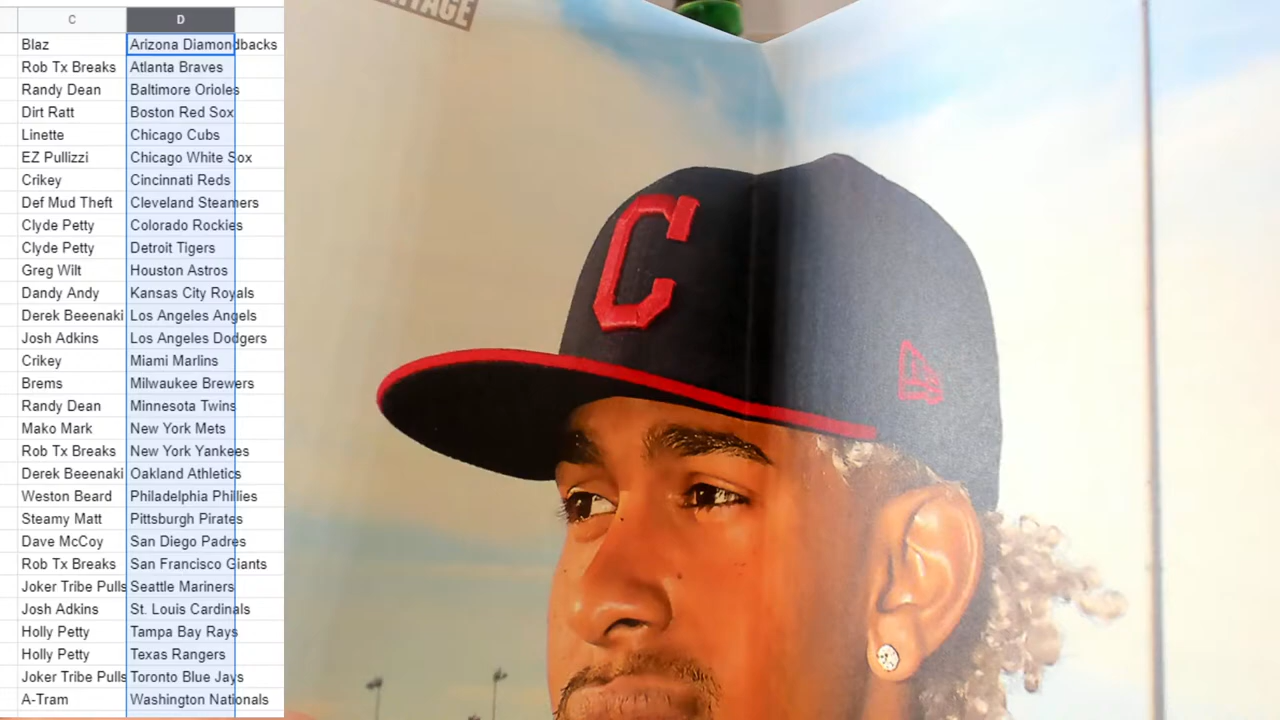 C D
Blaz Arizona Diamondbacks
Rob Tx Breaks Atlanta Braves
Randy Dean Baltimore Orioles
Dirt Ratt Boston Red Sox
Linette Chicago Cubs
EZ Pullizzi Chicago White Sox
Crikey Cincinnati Reds
Def Mud Theft Cleveland Steamers
Clyde Petty Colorado Rockies
Clyde Petty Detroit Tigers
Greg Wilt Houston Astros
Dandy Andy Kansas City Royals
Derek Beeenaki Los Angeles Angels
Josh Adkins Los Angeles Dodgers
Crikey Miami Marlins
Brems Milwaukee Brewers
Randy Dean Minnesota Twins
Mako Mark New York Mets
Rob Tx Breaks New York Yankees
Derek Beeenaki Oakland Athletics
Weston Beard Philadelphia Phillies
Steamy Matt Pittsburgh Pirates
Dave McCoy San Diego Padres
Rob Tx Breaks San Francisco Giants
Joker Tribe Pulls Seattle Mariners
Josh Adkins St. Louis Cardinals
Holly Petty Tampa Bay Rays
Holly Petty Texas Rangers
Joker Tribe Pulls Toronto Blue Jays
A-Tram Washington Nationals
C